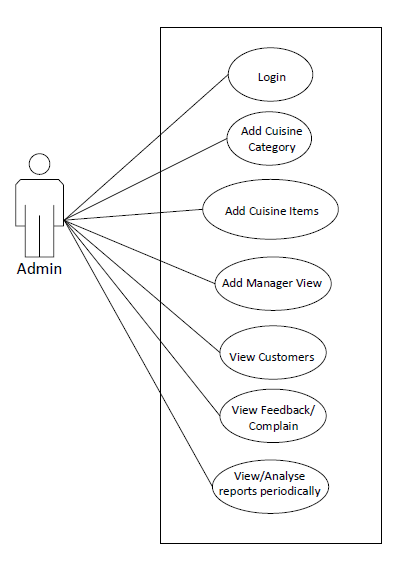 Login
Add Cuisine
Category
Add Cuisine Items
Admin
Add Manager View
View Customers
View Feedback/
Complain
View/Analyse
reports periodically